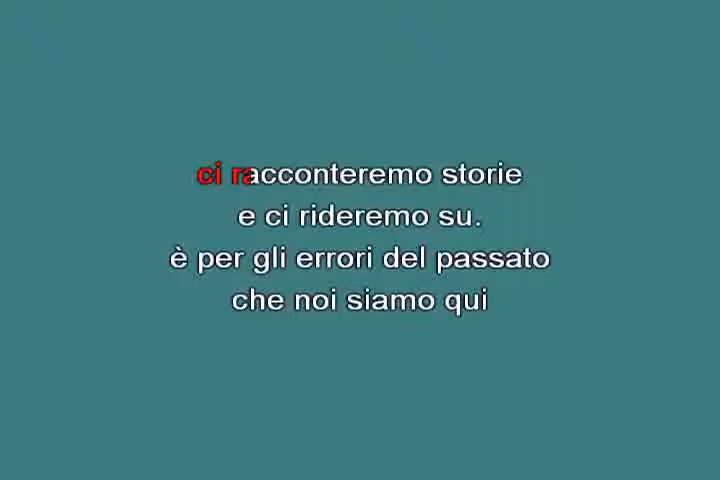 ci racconteremo storie
e ci rideremo su.
è per gli errori del passato
che noi siamo qui